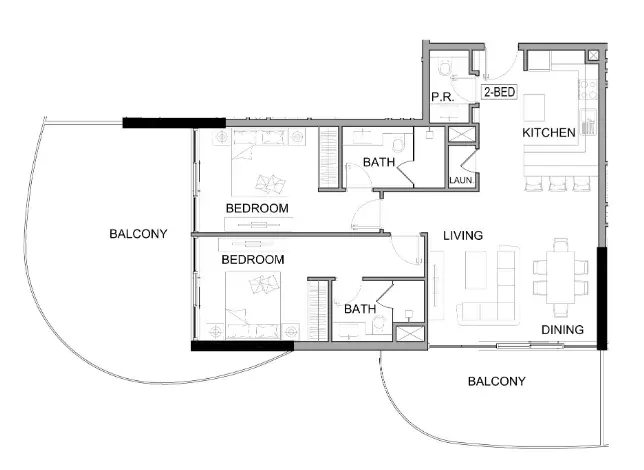 P.R.
2-BED
KITCHEN
BATH
LAUN.
BEDROOM
BALCONY
LIVING
BEDROOM
BATH
DINING
BALCONY